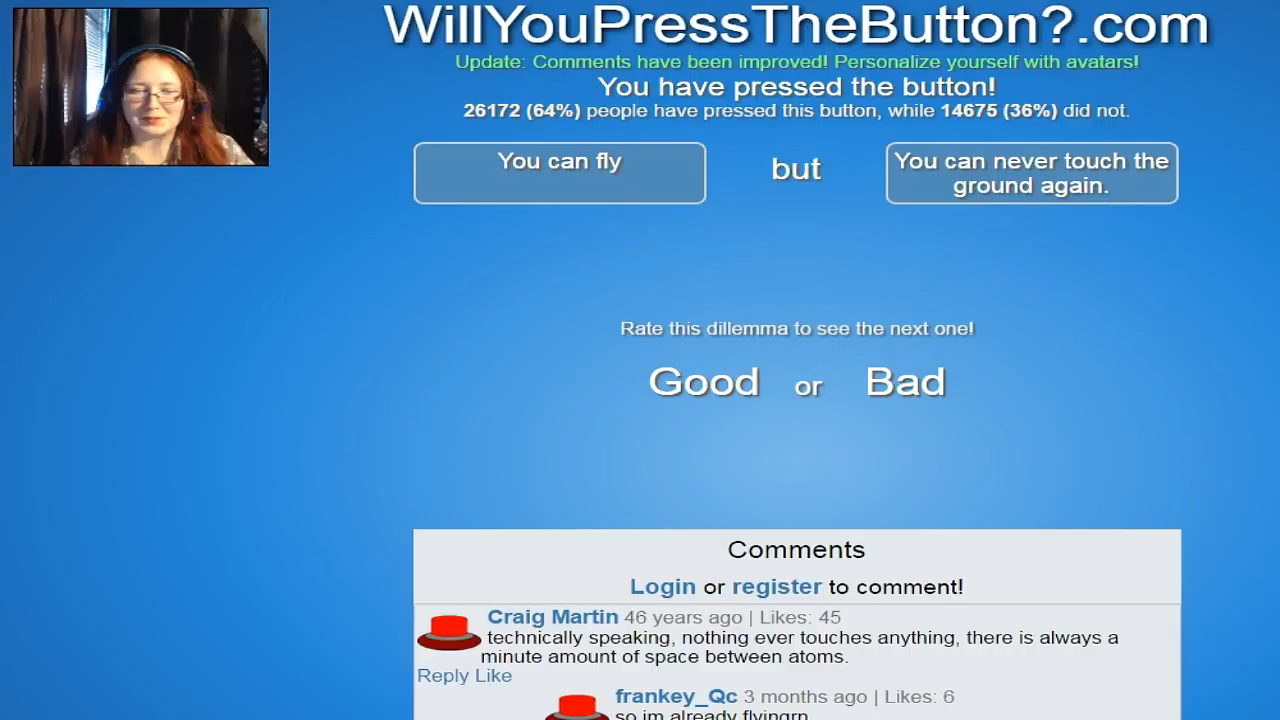 WillYouPressTheButton?.com
Update: Comments have been improved! Personalize yourself with avatars!
You have pressed the button!
26172 (64%) people have pressed this button, while 14675 (36%) did not.
You can fly
but
You can never touch the
ground again.
Rate this dillemma to see the next one!
Good or Bad
Comments
Login or register to comment!
Craig Martin 46 years ago | Likes: 45
technically speaking, nothing ever touches anything, there is always a
minute amount of space between atoms.
Reply Like
frankey_Qc 3 months ago | Likes: 6
so im already flyingrn